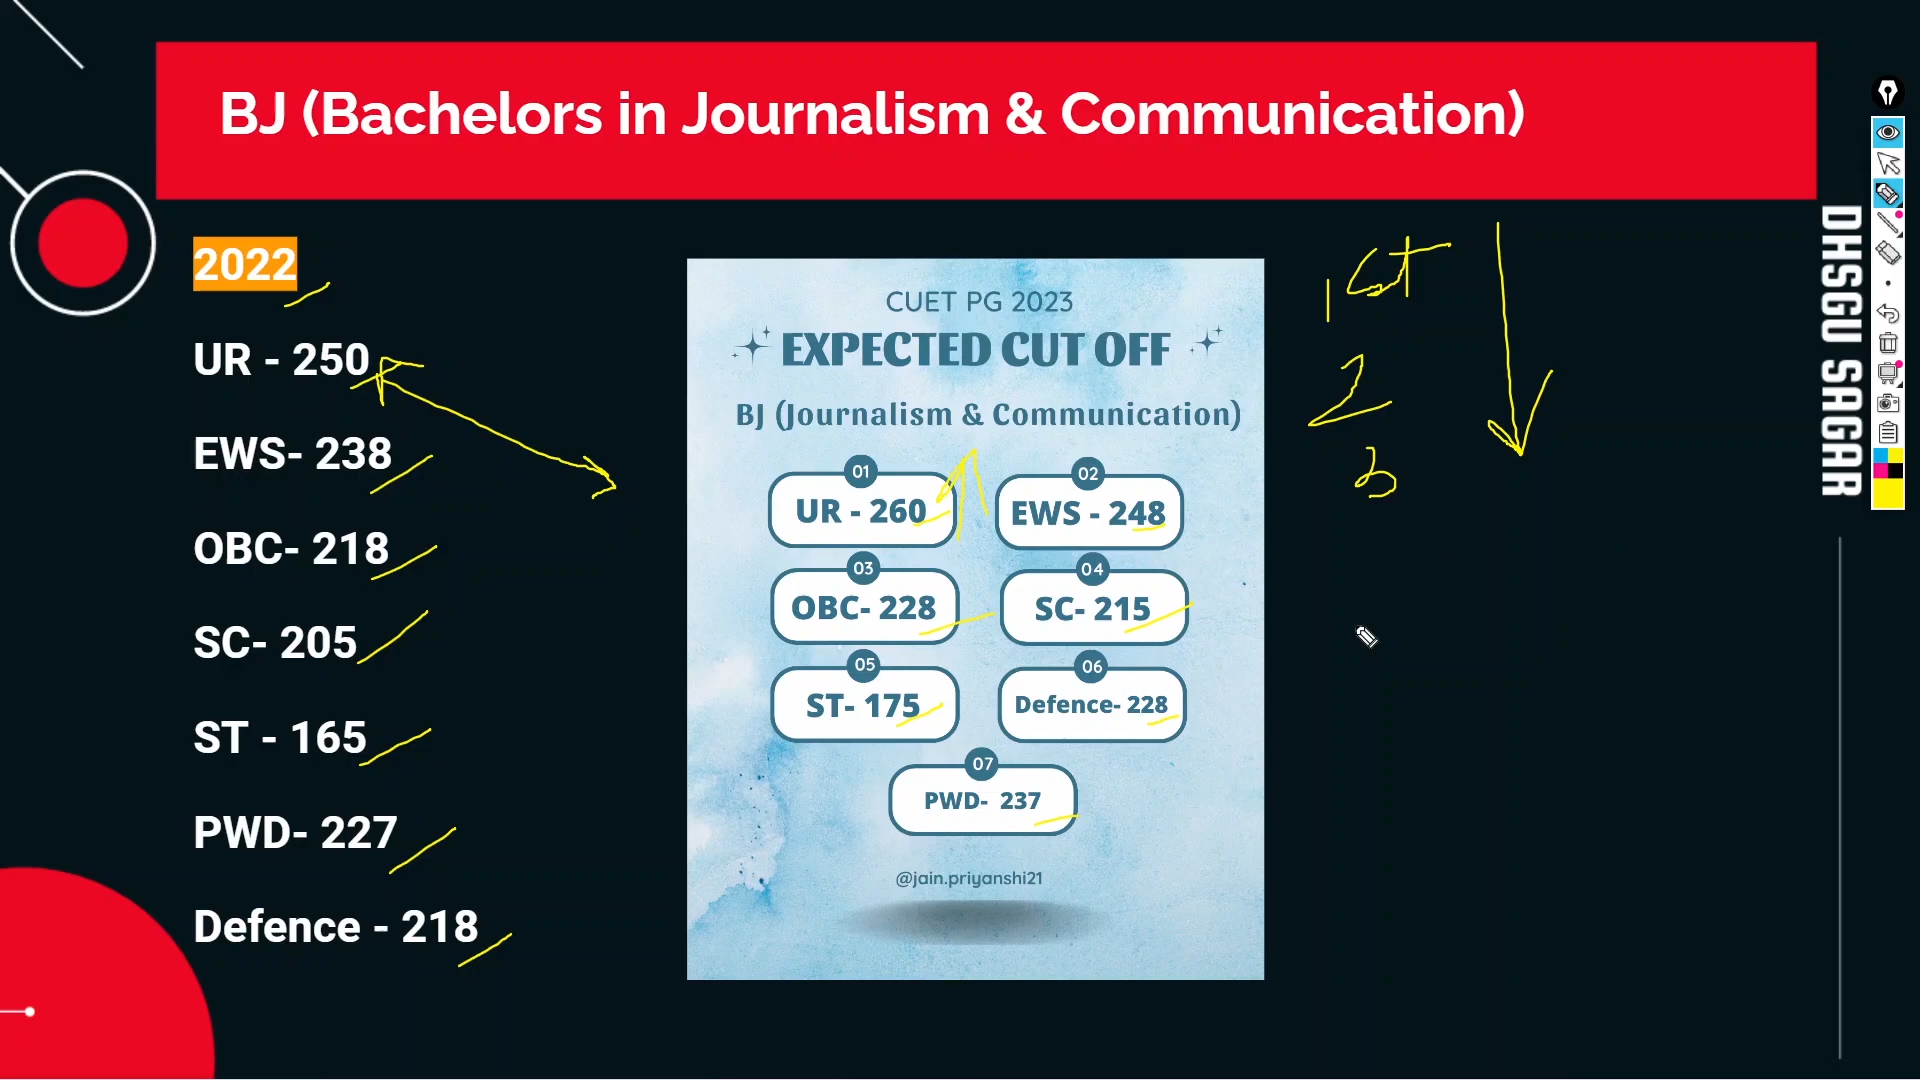 BJ (Bachelors in Journalism & Communication)
2022
UR - 250
EWS- 238
OBC- 218
SC- 205
ST - 165
PWD- 227
Defence - 218
CUET PG 2023
EXPECTED CUT OFF
BJ (Journalism & Communication)
01
UR - 260
02
EWS - 248
03
OBC- 228
04
SC- 215
05
ST- 175
06
Defence- 228
07
PWD- 237
@jain.priyanshi21
1st
2
3
DHSGU SAGAR